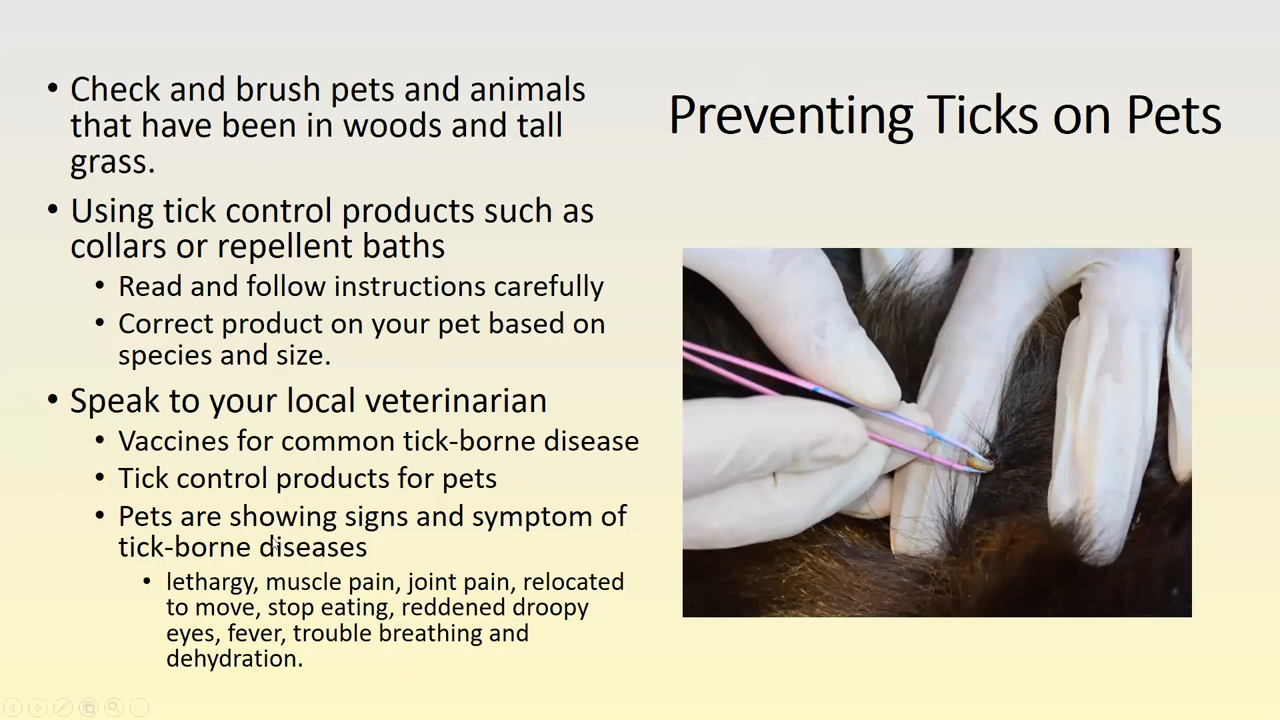 Preventing Ticks on Pets
• Check and brush pets and animals
that have been in woods and tall
grass.
• Using tick control products such as
collars or repellent baths
• Read and follow instructions carefully
• Correct product on your pet based on
species and size.
• Speak to your local veterinarian
• Vaccines for common tick-borne disease
• Tick control products for pets
• Pets are showing signs and symptom of
tick-borne diseases
• lethargy, muscle pain, joint pain, relocated
to move, stop eating, reddened droopy
eyes, fever, trouble breathing and
dehydration.